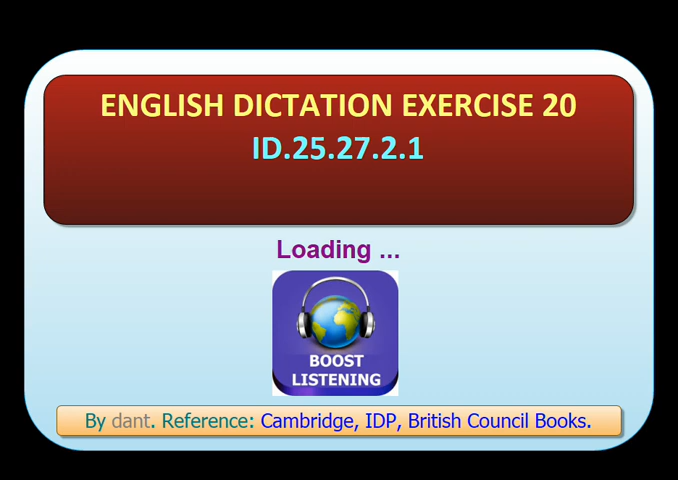 ENGLISH DICTATION EXERCISE 20
ID.25.27.2.1
Loading ...
BOOST
LISTENING
By dant. Reference: Cambridge, IDP, British Council Books.